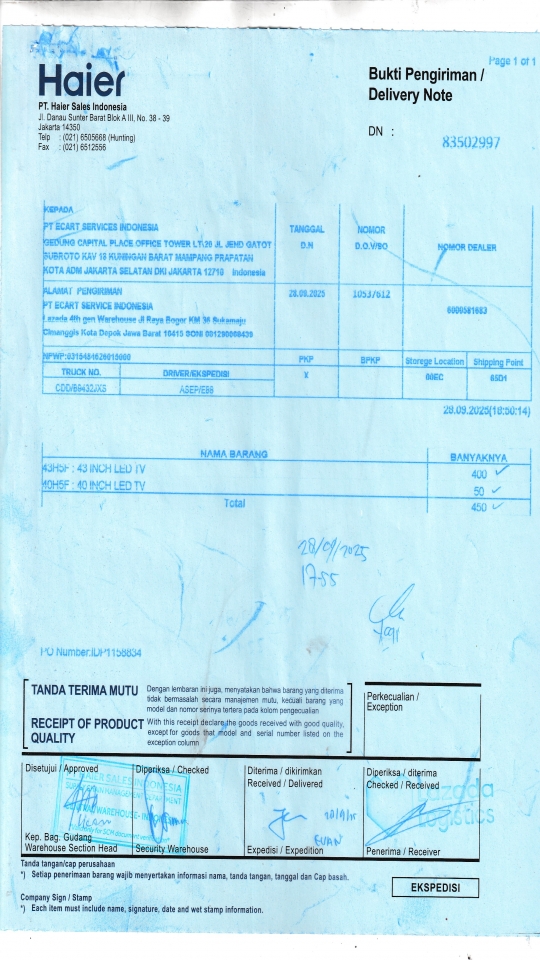 Page 1 of 1
Haier
PT. Haier Sales Indonesia
Jl. Danau Sunter Barat Blok A III, No. 38 - 39
Jakarta 14350
Telp : (021) 6505668 (Hunting)
Fax : (021) 6512556
Bukti Pengiriman /
Delivery Note
DN :
83502997
KEPADA
PT ECART SERVICES INDONESIA
GEDUNG CAPITAL PLACE OFFICE TOWER LT.26 JL JEND GATOT
SUBROTO KAV 18 KUNINGAN BARAT MAMPANG PRAPATAN
KOTA ADM JAKARTA SELATAN DKI JAKARTA 12710 Indonesia
TANGGAL
D.N
NOMOR
D.O.V/SO
NOMOR DEALER
ALAMAT PENGIRIMAN
PT ECART SERVICE INDONESIA
Lazada 4th gen Warehouse Jl Raya Bogor KM 36 Sukamaju
Cimanggis Kota Depok Jawa Barat 16415
28.09.2025
10537612
6000581683
NPWP:
PKP
BPKP
Storege Location
Shipping Point
TRUCK NO.
DRIVER/EKSPEDISI
X
00EC
65D1
28.09.2025(16:50:14)
NAMA BARANG
BANYAKNYA
43H5F : 43 INCH LED TV
400
40H5F : 40 INCH LED TV
50
Total
450
28/09/2025
17.55
PO Number.IDP1158834
TANDA TERIMA MUTU
Dengan lembaran ini juga, menyatakan bahwa barang yang diterima
tidak bermasalah secara manajemen mutu, kecuali barang yang
model dan nomor serinya tertera pada kolom pengecualian
RECEIPT OF PRODUCT
QUALITY
With this receipt declare the goods received with good quality,
except for goods that model and serial number listed on the
exception column
Perkecualian /
Exception
Disetujui / Approved
Diperiksa / Checked
Diterima / dikirimkan
Received / Delivered
Diperiksa / diterima
Checked / Received
HAIER SALES INDONESIA
Lazada
Logistics
EVAN
Kep. Bag. Gudang
Warehouse Section Head
Security Warehouse
Expedisi / Expedition
Penerima / Receiver
Tanda tangan/cap perusahaan
*) Setiap penerimaan barang wajib menyertakan informasi nama, tanda tangan, tanggal dan Cap basah.
EKSPEDISI
Company Sign / Stamp
*) Each item must include name, signature, date and wet stamp information.